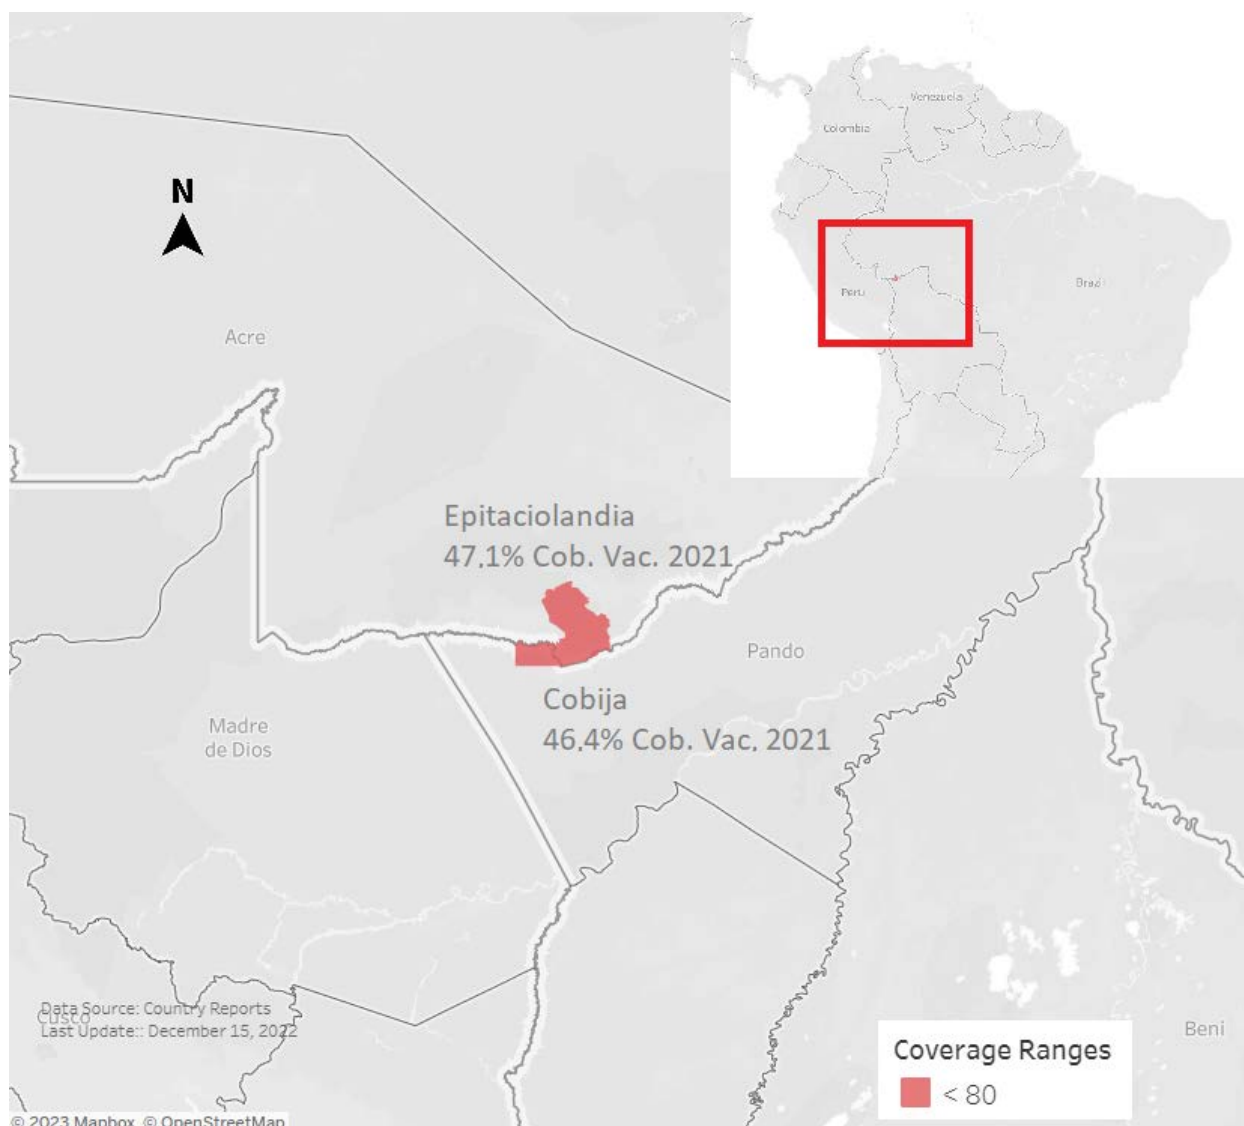 N
Colombia
Venezuela
Peru
Brazi
Acre
Epitaciolandia
47,1% Cob. Vac. 2021
Pando
Cobija
46,4% Cob. Vac, 2021
Madre
de Dios
Data Source: Country Reports
Cusco
Last Update:: December 15, 2022
Beni
Coverage Ranges
< 80
© 2023 Mapbox © OpenStreetMap